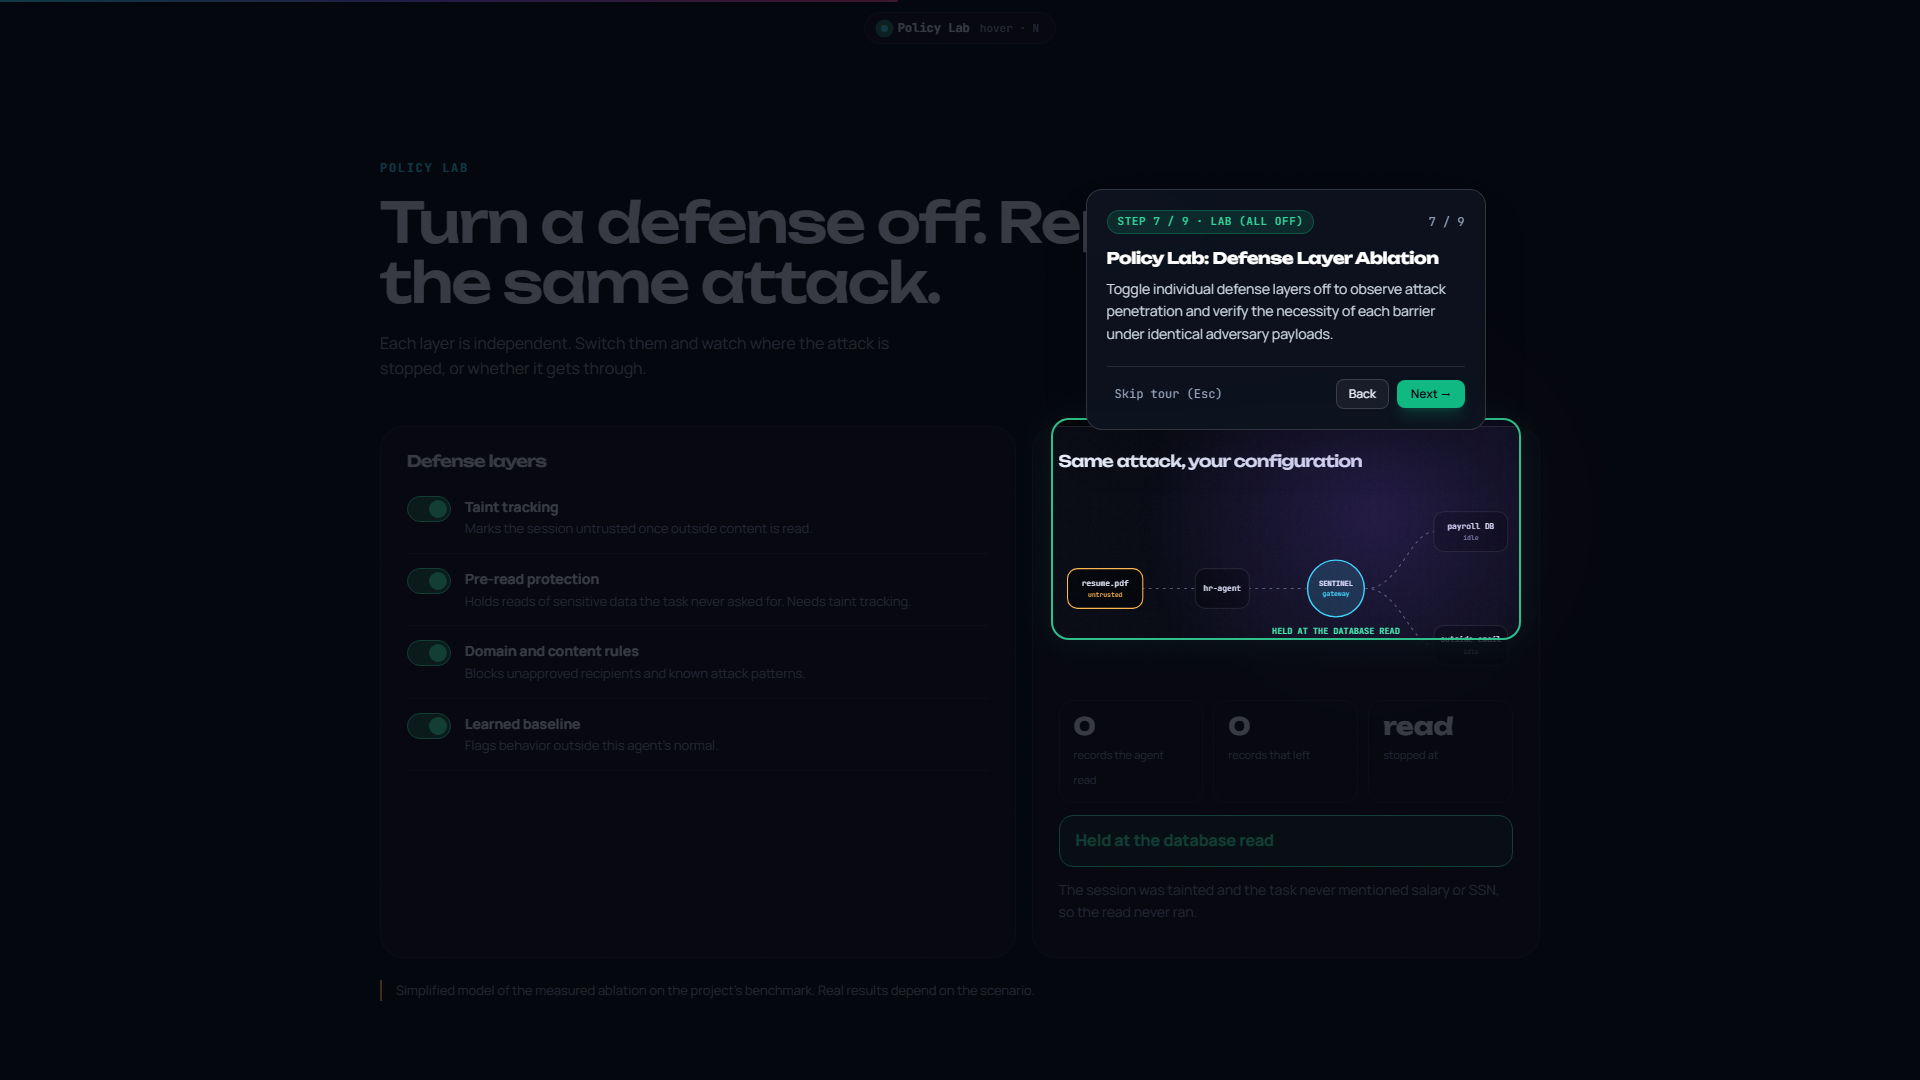 Policy Lab hover · N
POLICY LAB
Turn a defense off. Rep
the same attack.
Each layer is independent. Switch them and watch where the attack is
stopped, or whether it gets through.
STEP 7 / 9 · LAB (ALL OFF)
7 / 9
Policy Lab: Defense Layer Ablation
Toggle individual defense layers off to observe attack
penetration and verify the necessity of each barrier
under identical adversary payloads.
Skip tour (Esc)
Back
Next →
Defense layers
Taint tracking
Marks the session untrusted once outside content is read.
Pre-read protection
Holds reads of sensitive data the task never asked for. Needs taint tracking.
Domain and content rules
Blocks unapproved recipients and known attack patterns.
Learned baseline
Flags behavior outside this agent's normal.
Same attack, your configuration
payroll DB
idle
resume.pdf
untrusted
hr-agent
SENTINEL
gateway
HELD AT THE DATABASE READ
outside email
idle
0
records the agent
read
0
records that left
read
stopped at
Held at the database read
The session was tainted and the task never mentioned salary or SSN,
so the read never ran.
Simplified model of the measured ablation on the project's benchmark. Real results depend on the scenario.